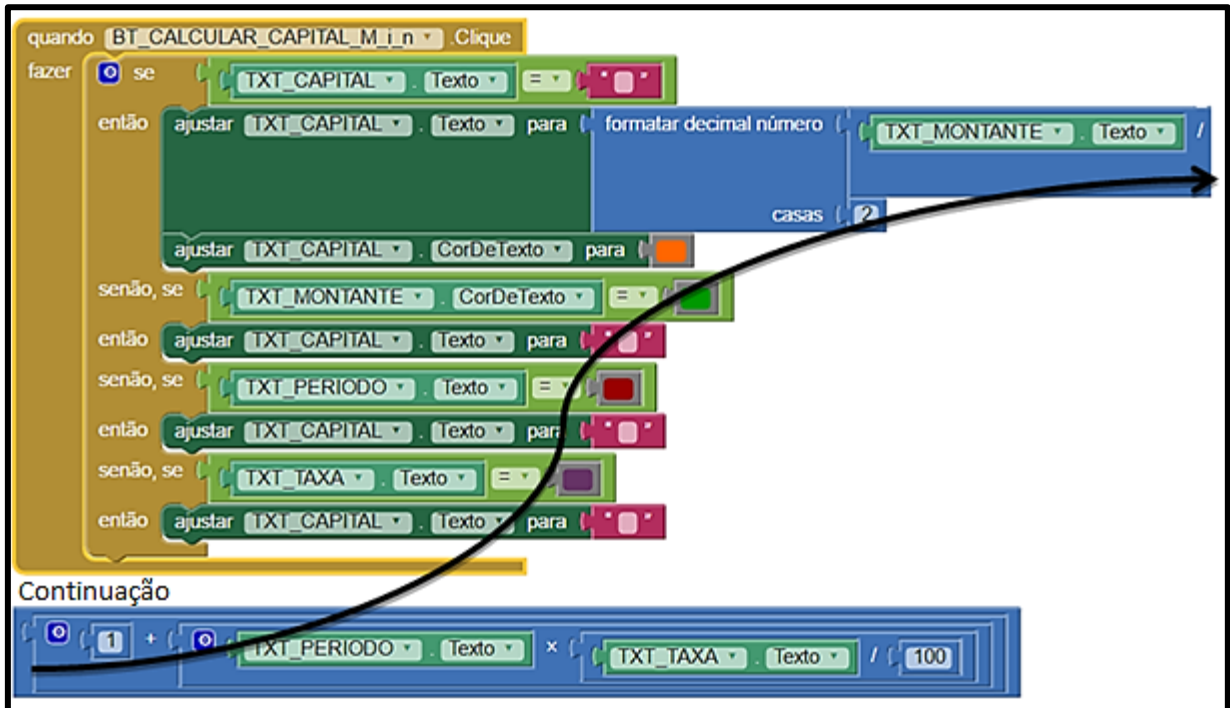 quando BT_CALCULAR_CAPITAL_M_i_n .Clique
fazer se TXT_CAPITAL . Texto = " "
então ajustar TXT_CAPITAL . Texto para formatar decimal número TXT_MONTANTE . Texto /
casas 2
ajustar TXT_CAPITAL . CorDeTexto para
senão, se TXT_MONTANTE . CorDeTexto =
então ajustar TXT_CAPITAL . Texto para " "
senão, se TXT_PERIODO . Texto =
então ajustar TXT_CAPITAL . Texto para " "
senão, se TXT_TAXA . Texto =
então ajustar TXT_CAPITAL . Texto para " "
Continuação
1 + TXT_PERIODO . Texto × TXT_TAXA . Texto / 100